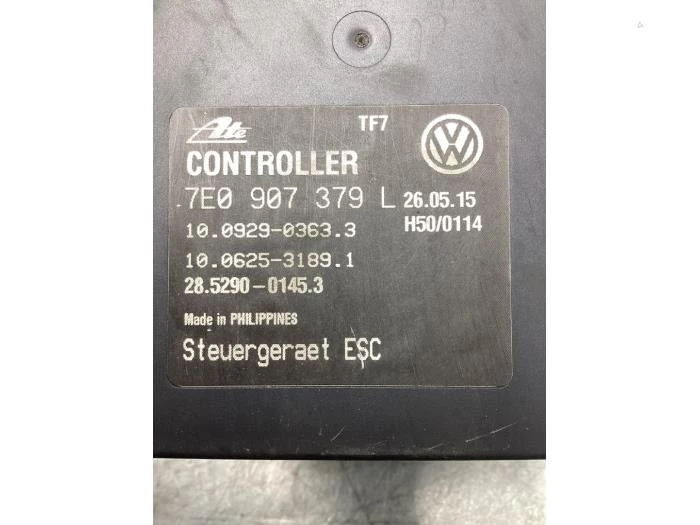 Ate TF7 VW
CONTROLLER
7E0 907 379 L 26.05.15
10.0929-0363.3 H50/0114
10.0625-3189.1
28.5290-0145.3
Made in PHILIPPINES
Steuergeraet ESC